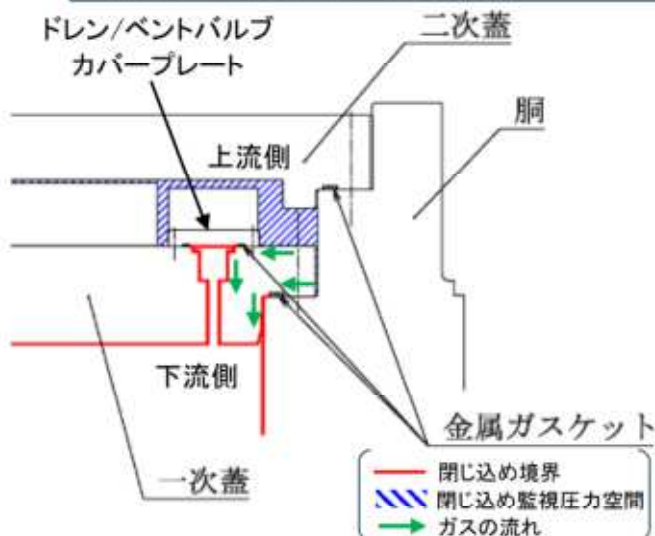 ドレン/ベントバルブ
カバープレート
二次蓋
胴
上流側
下流側
一次蓋
金属ガスケット
閉じ込め境界
閉じ込め監視圧力空間
ガスの流れ